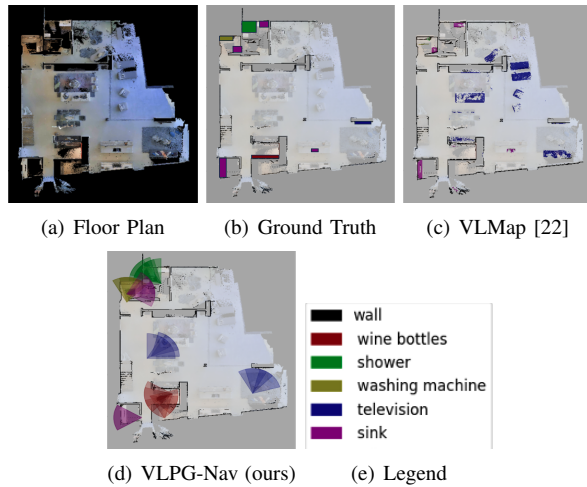 (a) Floor Plan
(b) Ground Truth
(c) VLMap [22]
wall
wine bottles
shower
washing machine
television
sink
(d) VLPG-Nav (ours)
(e) Legend